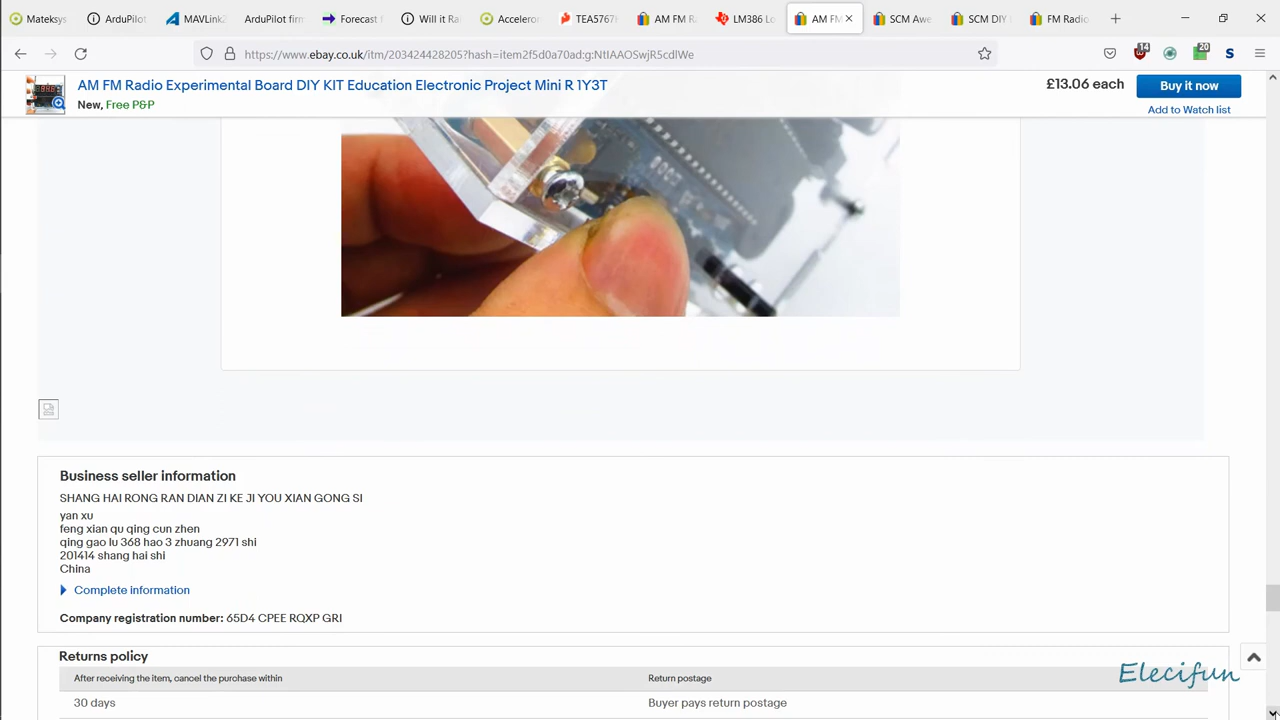 Mateksys
ArduPilot
MAVLink2
ArduPilot firm
Forecast f
Will it Ra
Acceleron
TEA5767
AM FM R
LM386 Lo
AM FM
SCM Awe
SCM DIY
FM Radio
https://www.ebay.co.uk/itm/203424428205?hash=item2f5d0a70ad:g:NtIAAOSwjR5cdlWe
14
20
S
AM FM Radio Experimental Board DIY KIT Education Electronic Project Mini R 1Y3T
New, Free P&P
£13.06 each
Buy it now
Add to Watch list
Business seller information
SHANG HAI RONG RAN DIAN ZI KE JI YOU XIAN GONG SI
yan xu
feng xian qu qing cun zhen
qing gao lu 368 hao 3 zhuang 2971 shi
201414 shang hai shi
China
Complete information
Company registration number: 65D4 CPEE RQXP GRI
Returns policy
After receiving the item, cancel the purchase within
Return postage
30 days
Buyer pays return postage
Elecifun